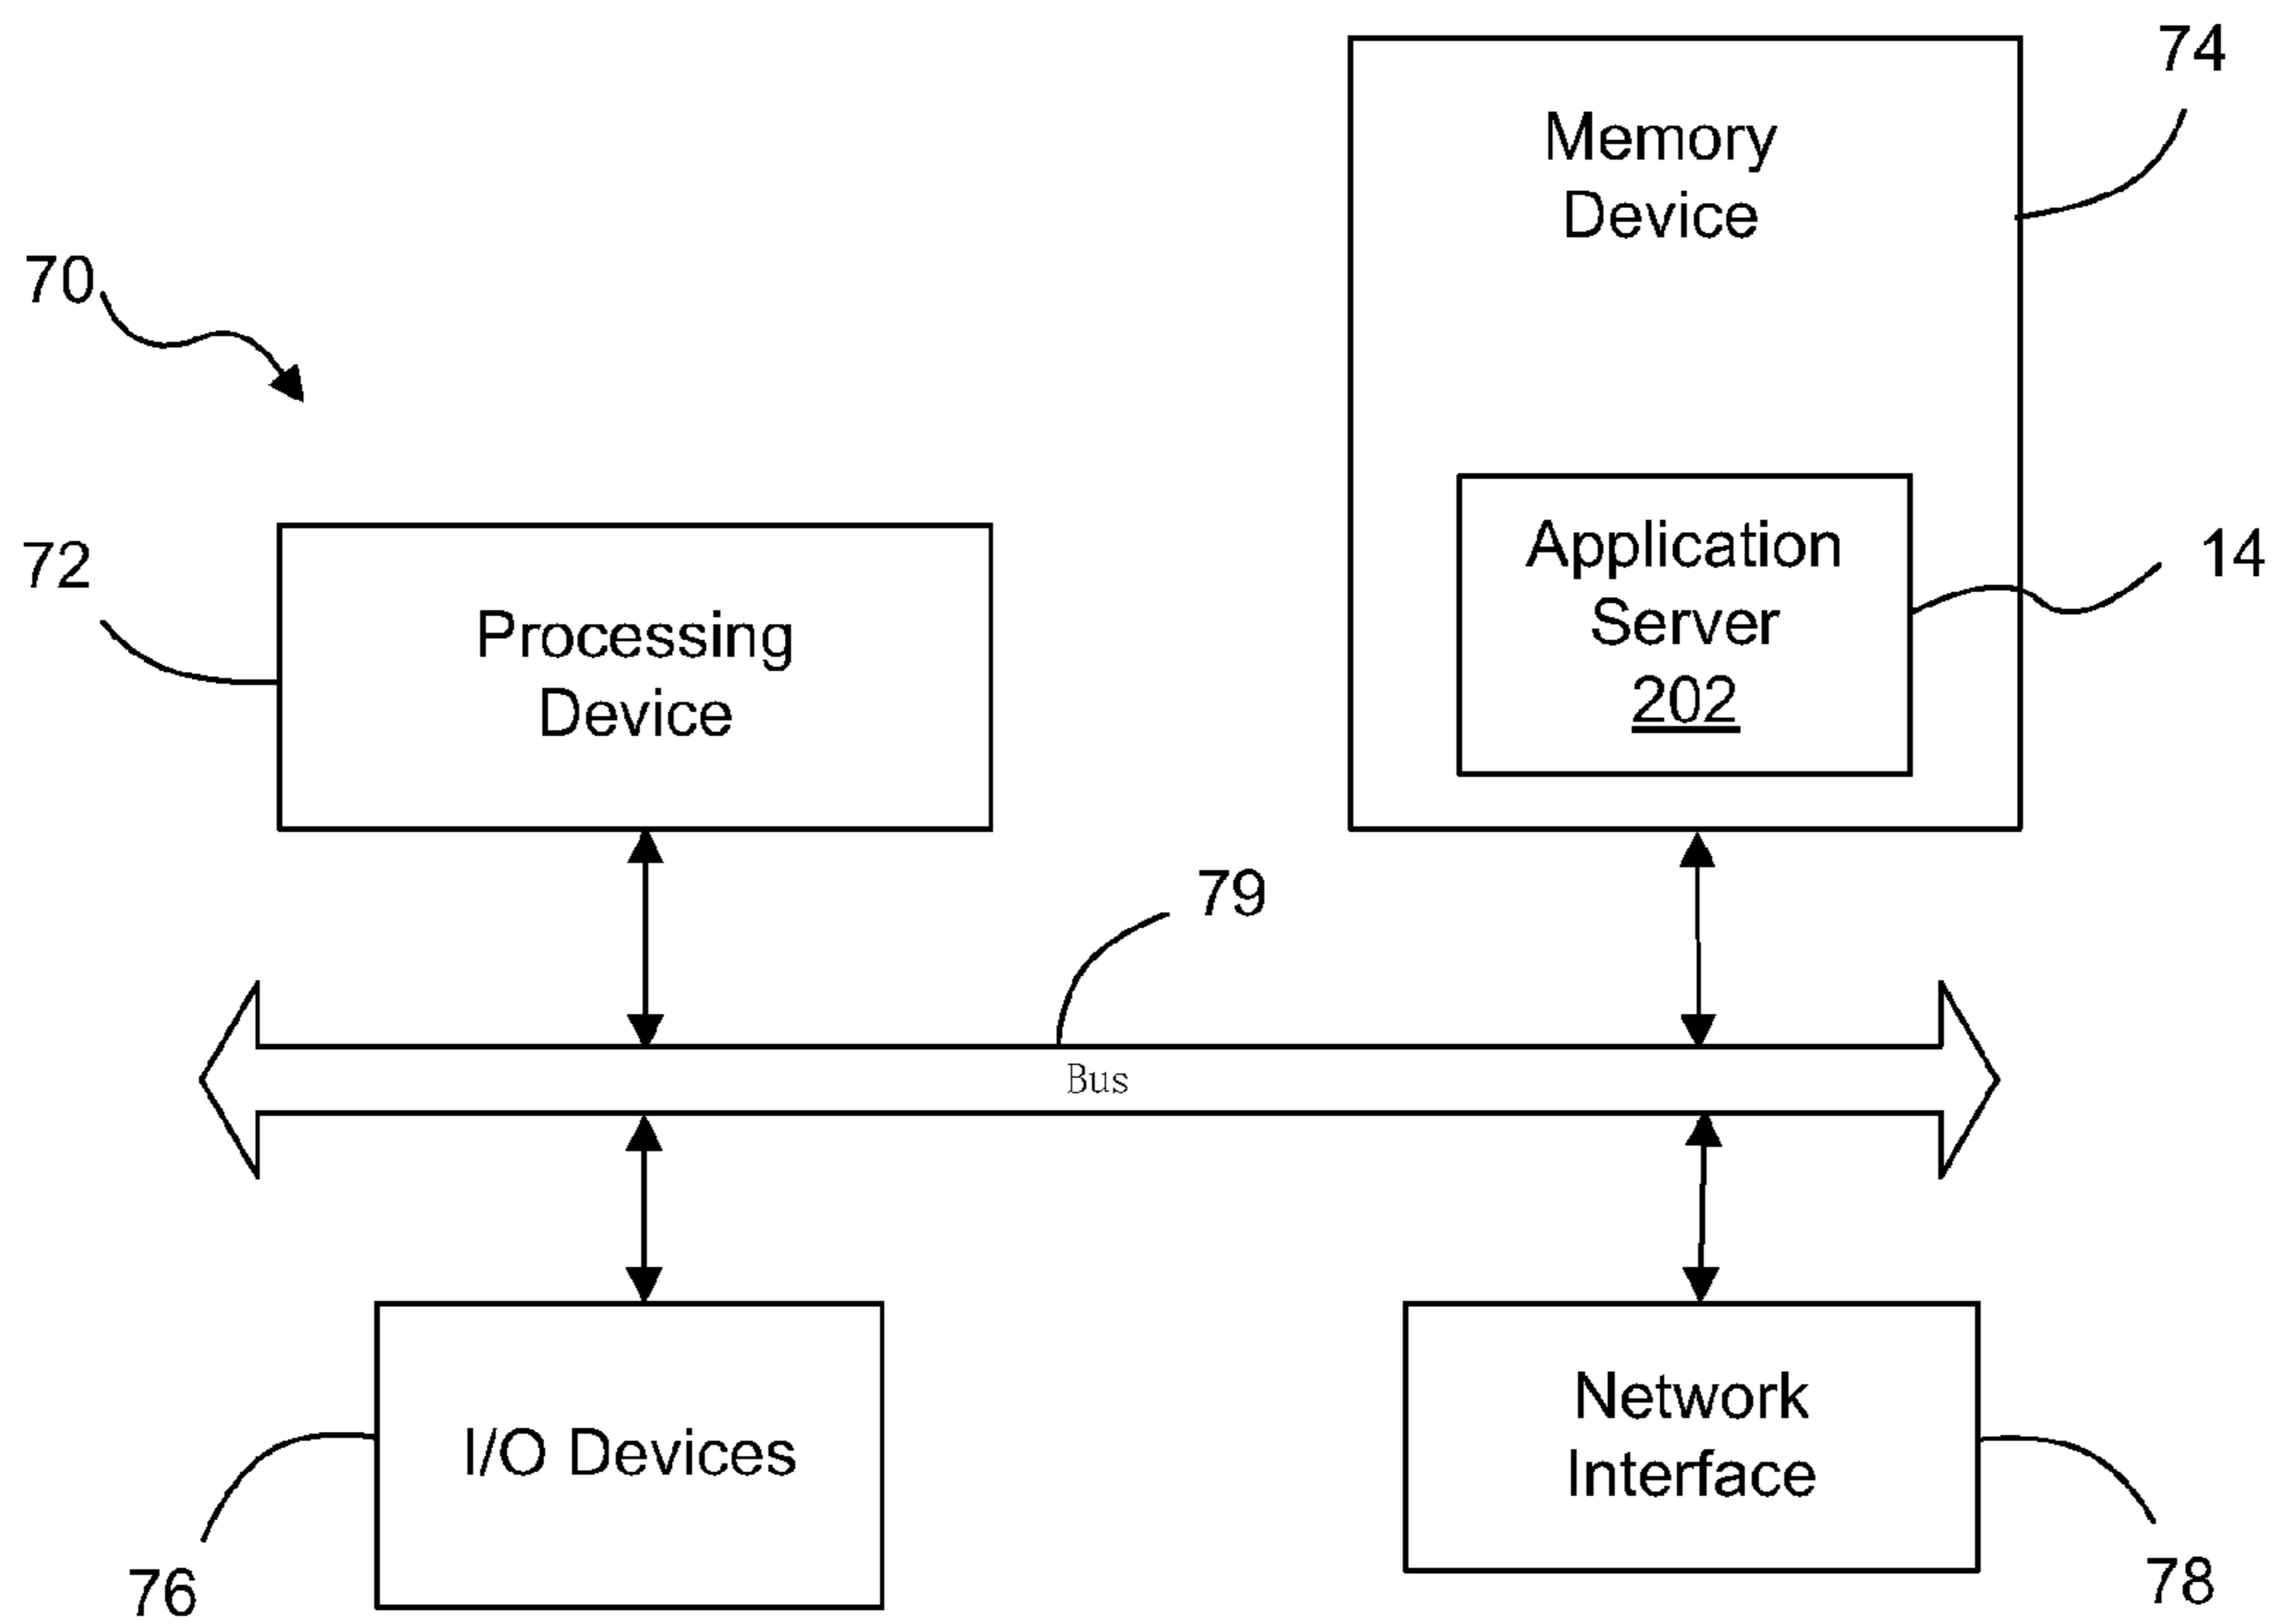 74
Memory
Device
70
Application
Server
202
14
72
Processing
Device
79
Bus
I/O Devices
Network
Interface
76
78